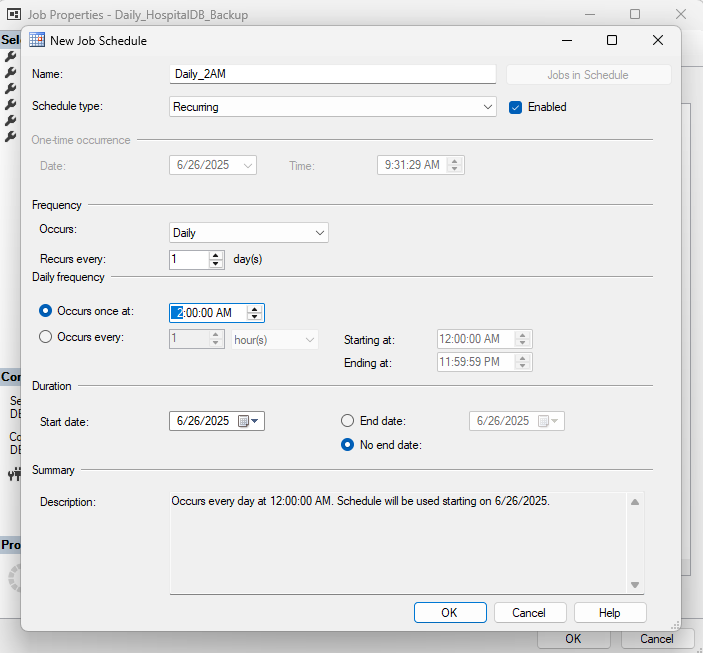 Job Properties - Daily_HospitalDB_Backup
Sel
New Job Schedule
Name: Daily_2AM Jobs in Schedule
Schedule type: Recurring Enabled
One-time occurrence
Date: 6/26/2025 Time: 9:31:29 AM
Frequency
Occurs: Daily
Recurs every: 1 day(s)
Daily frequency
Occurs once at: 2:00:00 AM
Occurs every: 1 hour(s) Starting at: 12:00:00 AM
Ending at: 11:59:59 PM
Con
Duration
Se
DE
Start date: 6/26/2025 End date: 6/26/2025
Co
DE
No end date:
Summary
Description: Occurs every day at 12:00:00 AM. Schedule will be used starting on 6/26/2025.
Pro
OK Cancel Help
OK Cancel